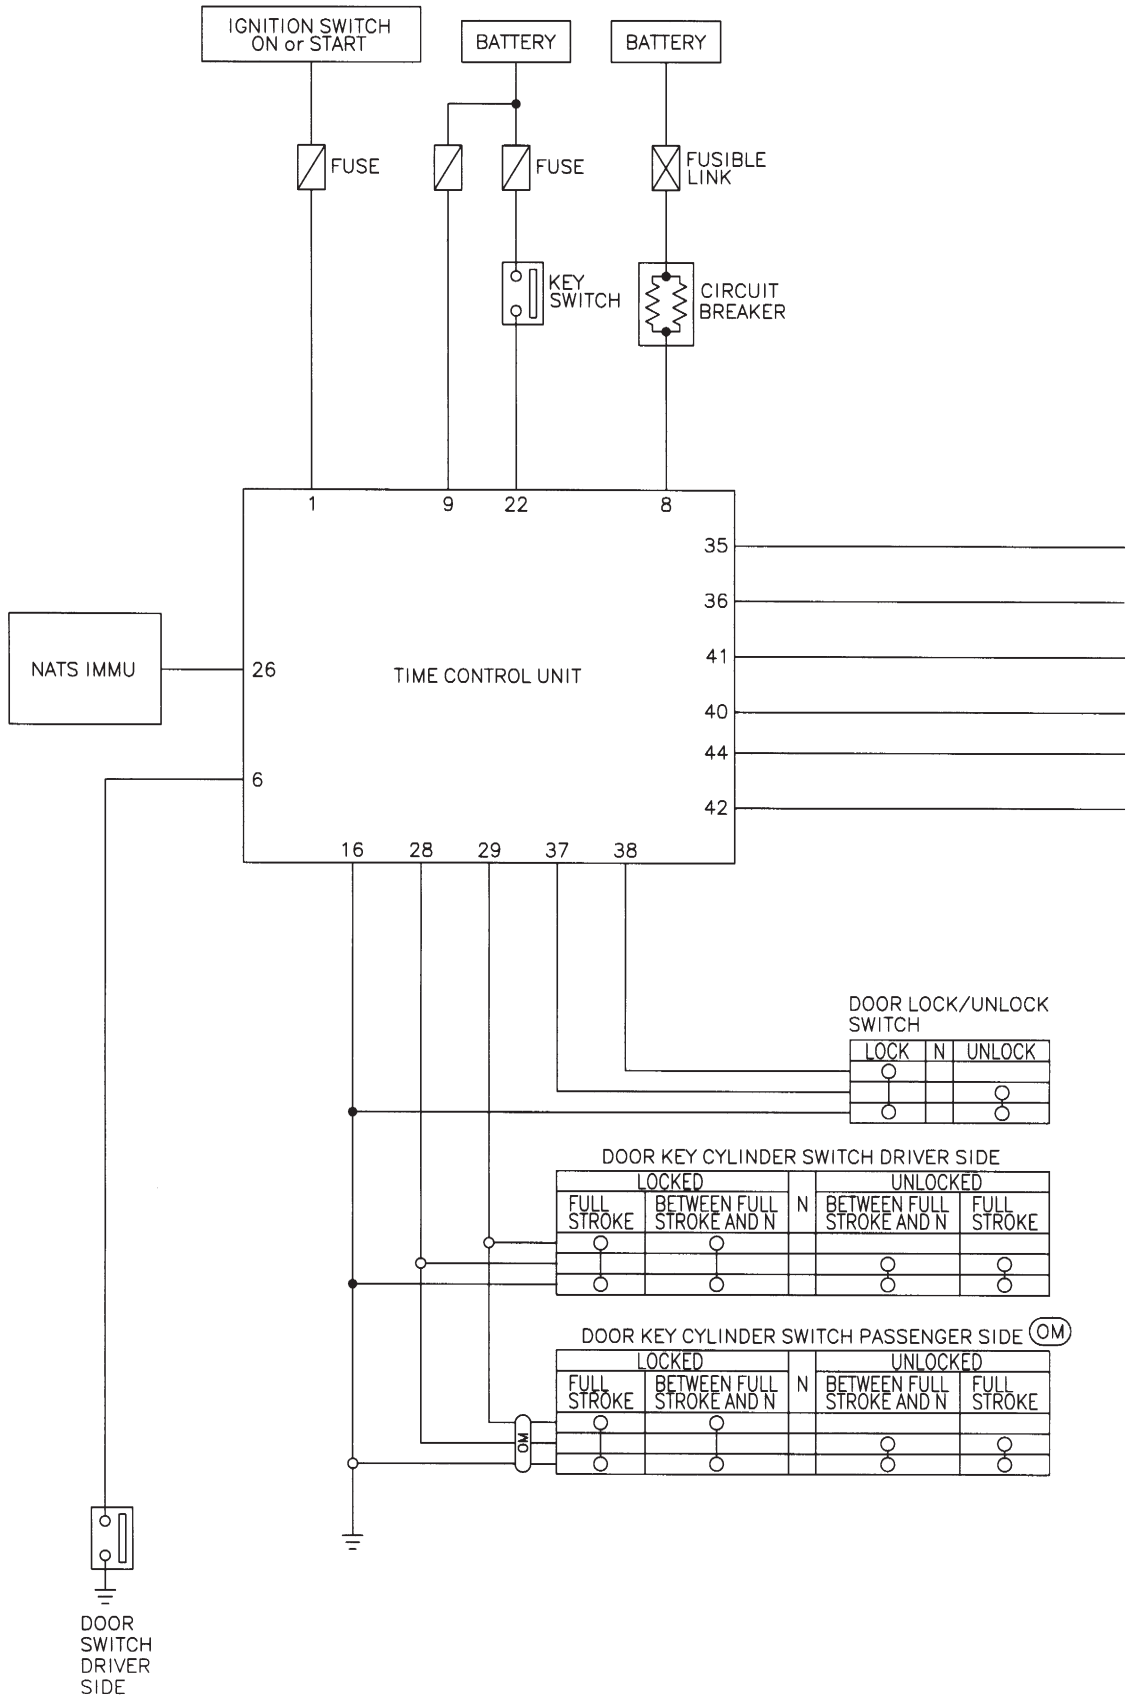 IGNITION SWITCH
ON or START
BATTERY
BATTERY
FUSE
FUSE
FUSIBLE
LINK
KEY
SWITCH
CIRCUIT
BREAKER
1
9
22
8
35
36
41
40
44
42
NATS IMMU
26
TIME CONTROL UNIT
6
16
28
29
37
38
DOOR LOCK/UNLOCK
SWITCH
LOCK
N
UNLOCK
DOOR KEY CYLINDER SWITCH DRIVER SIDE
LOCKED
N
UNLOCKED
FULL
STROKE
BETWEEN FULL
STROKE AND N
BETWEEN FULL
STROKE AND N
FULL
STROKE
DOOR KEY CYLINDER SWITCH PASSENGER SIDE
OM
LOCKED
N
UNLOCKED
FULL
STROKE
BETWEEN FULL
STROKE AND N
BETWEEN FULL
STROKE AND N
FULL
STROKE
OM
DOOR
SWITCH
DRIVER
SIDE